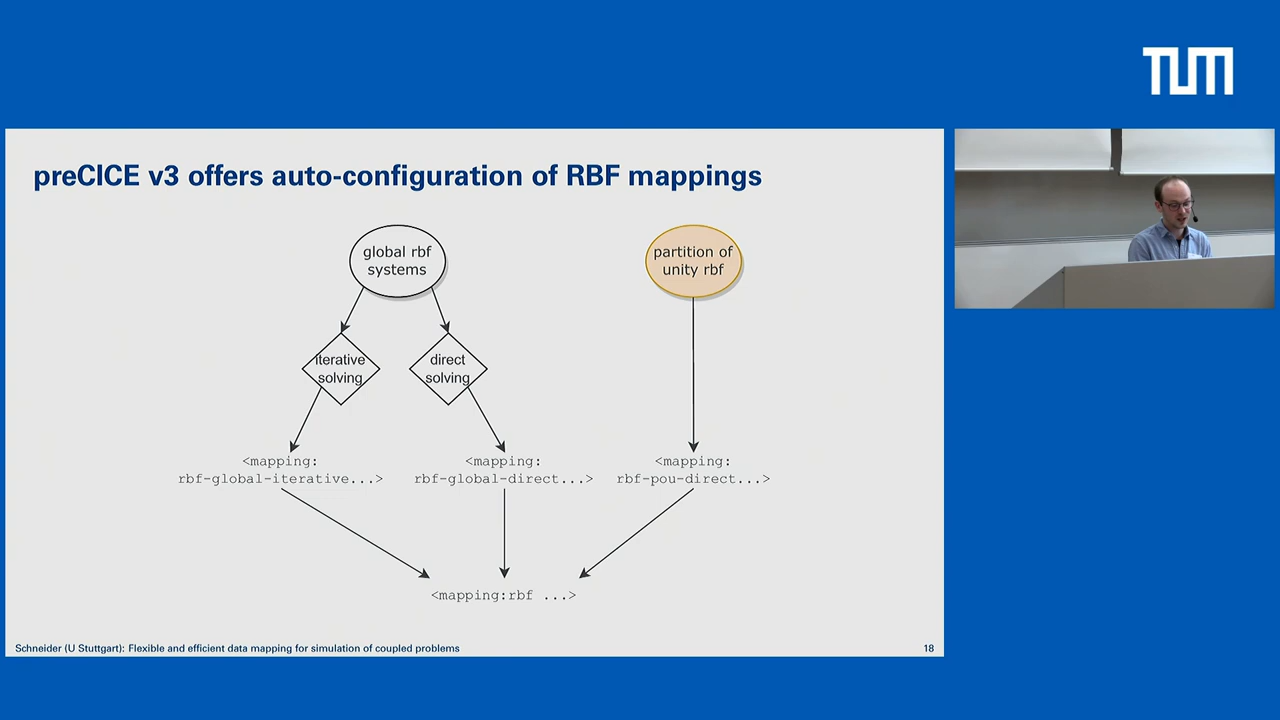 TUM
preCICE v3 offers auto-configuration of RBF mappings
global rbf
systems
partition of
unity rbf
iterative
solving
direct
solving
<mapping:
rbf-global-iterative...>
<mapping:
rbf-global-direct...>
<mapping:
rbf-pou-direct...>
<mapping:rbf ...>
Schneider (U Stuttgart): Flexible and efficient data mapping for simulation of coupled problems
18